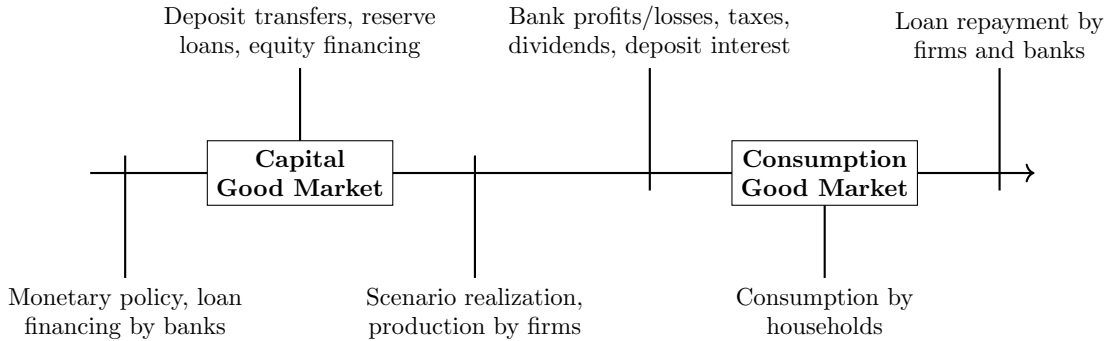 Deposit transfers, reserve
loans, equity financing
Bank profits/losses, taxes,
dividends, deposit interest
Loan repayment by
firms and banks
Capital
Good Market
Consumption
Good Market
Monetary policy, loan
financing by banks
Scenario realization,
production by firms
Consumption by
households